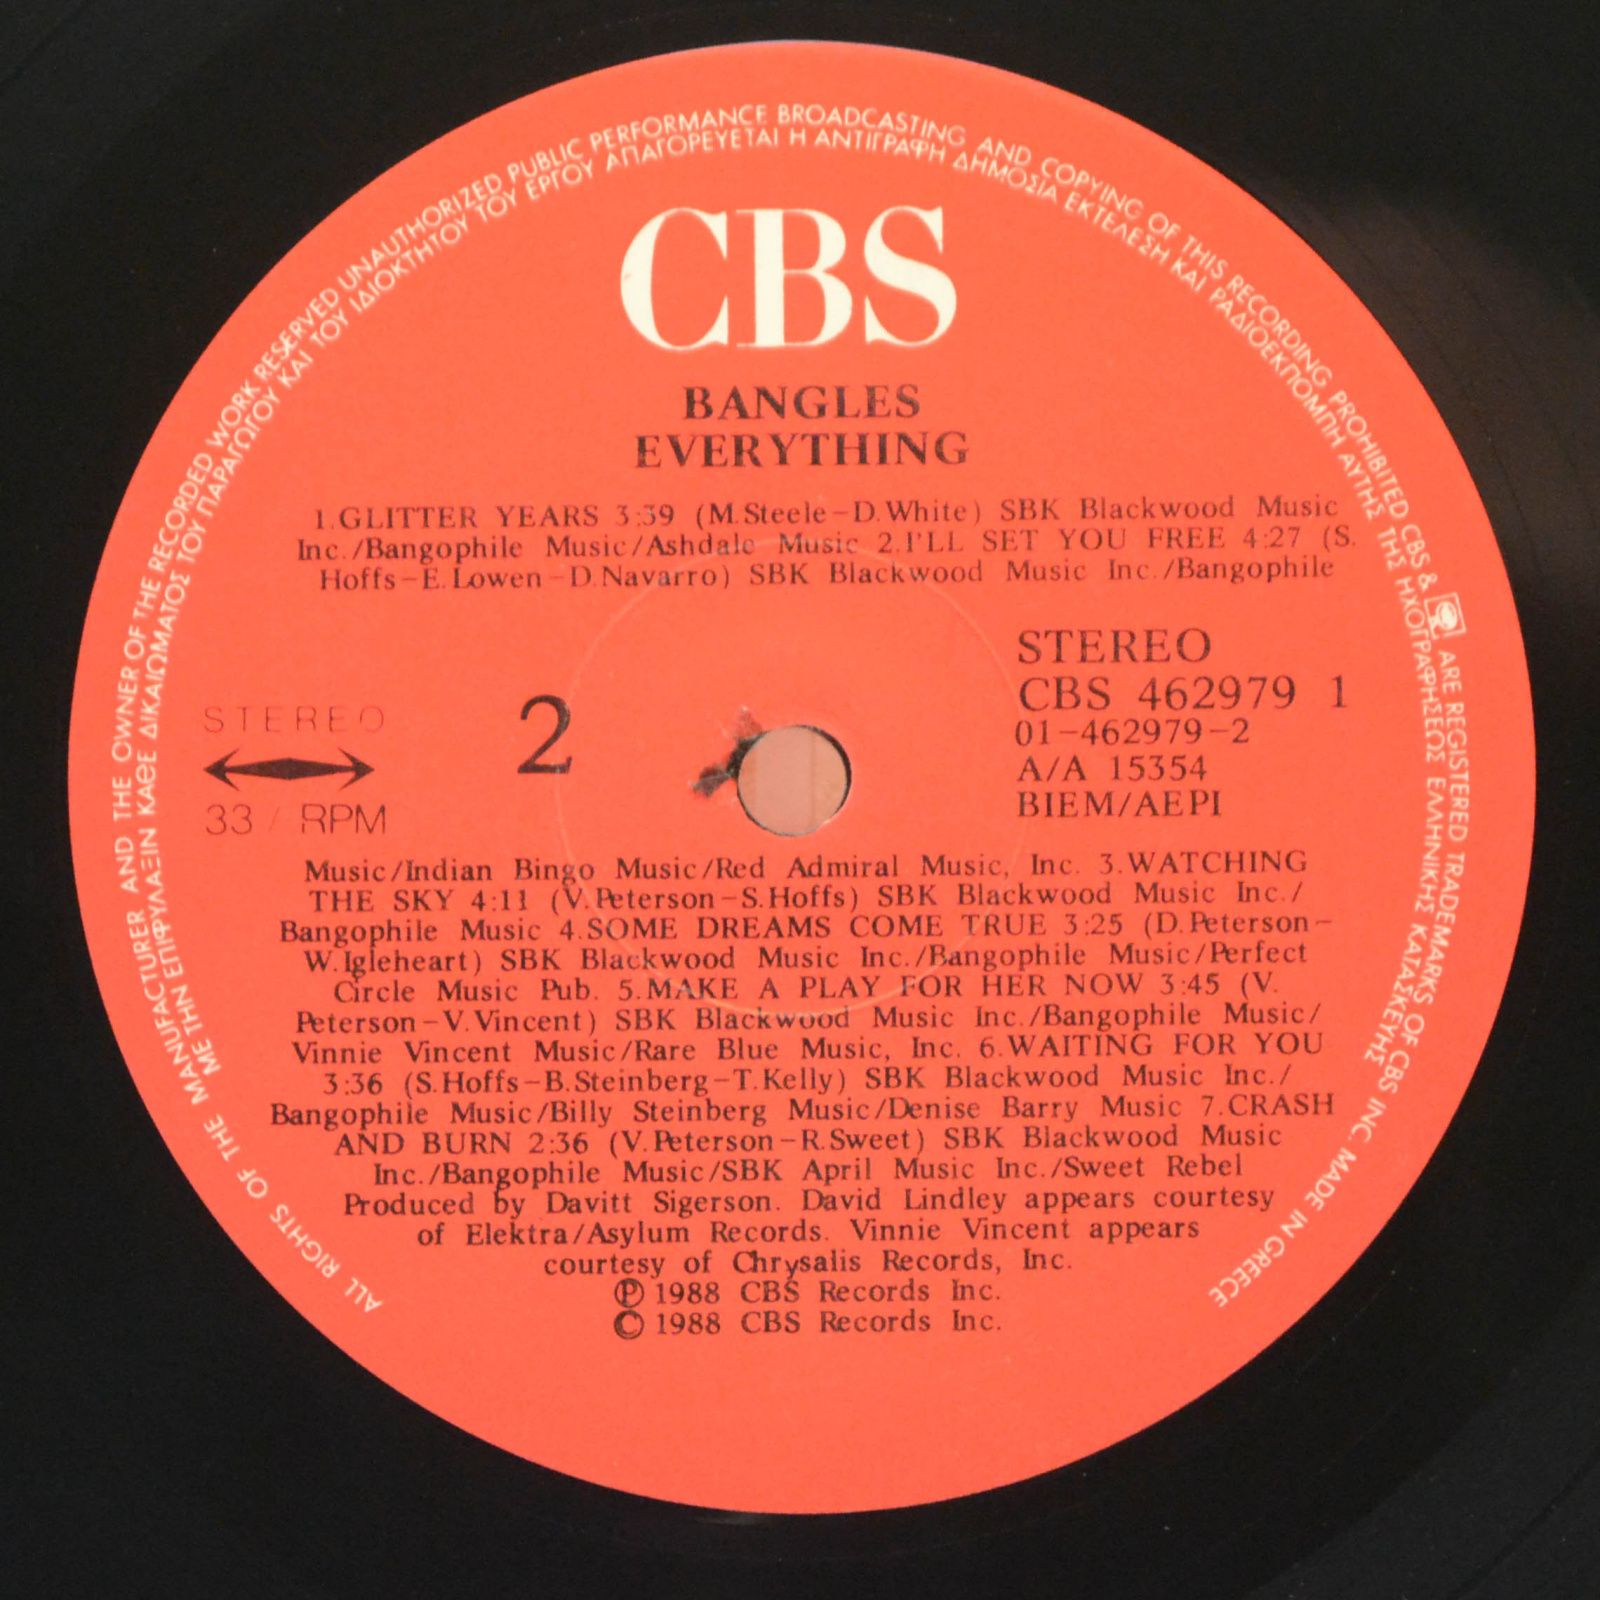 ALL RIGHTS OF THE MANUFACTURER AND THE OWNER OF THE RECORDED WORK RESERVED UNAUTHORIZED PUBLIC PERFORMANCE BROADCASTING AND COPYING OF THIS RECORDING PROHIBITED CBS & ARE REGISTERED TRADEMARKS OF CBS INC. MADE IN GREECE
ΜΕ ΤΗΝ ΕΠΙΦΥΛΑΞΙΝ ΚΑΘΕ ΔΙΚΑΙΩΜΑΤΟΣ ΤΟΥ ΠΑΡΑΓΩΓΟΥ ΚΑΙ ΤΟΥ ΙΔΙΟΚΤΗΤΟΥ ΤΟΥ ΕΡΓΟΥ ΑΠΑΓΟΡΕΥΕΤΑΙ Η ΑΝΤΙΓΡΑΦΗ ΔΗΜΟΣΙΑ ΕΚΤΕΛΕΣΗ ΚΑΙ ΡΑΔΙΟΕΚΠΟΜΠΗ ΑΥΤΗΣ ΤΗΣ ΗΧΟΓΡΑΦΗΣΕΩΣ ΕΛΛΗΝΙΚΗΣ ΚΑΤΑΣΚΕΥΗΣ
CBS
BANGLES
EVERYTHING
1.GLITTER YEARS 3:39 (M.Steele-D.White) SBK Blackwood Music
Inc./Bangophile Music/Ashdale Music 2.I'LL SET YOU FREE 4:27 (S.
Hoffs-E.Lowen-D.Navarro) SBK Blackwood Music Inc./Bangophile
STEREO
33 / RPM
2
STEREO
CBS 462979 1
01-462979-2
A/A 15354
BIEM/AEPI
Music/Indian Bingo Music/Red Admiral Music, Inc. 3.WATCHING
THE SKY 4:11 (V.Peterson-S.Hoffs) SBK Blackwood Music Inc./
Bangophile Music 4.SOME DREAMS COME TRUE 3:25 (D.Peterson-
W.Igleheart) SBK Blackwood Music Inc./Bangophile Music/Perfect
Circle Music Pub. 5.MAKE A PLAY FOR HER NOW 3:45 (V.
Peterson-V.Vincent) SBK Blackwood Music Inc./Bangophile Music/
Vinnie Vincent Music/Rare Blue Music, Inc. 6.WAITING FOR YOU
3:36 (S.Hoffs-B.Steinberg-T.Kelly) SBK Blackwood Music Inc./
Bangophile Music/Billy Steinberg Music/Denise Barry Music 7.CRASH
AND BURN 2:36 (V.Peterson-R.Sweet) SBK Blackwood Music
Inc./Bangophile Music/SBK April Music Inc./Sweet Rebel
Produced by Davitt Sigerson. David Lindley appears courtesy
of Elektra/Asylum Records. Vinnie Vincent appears
courtesy of Chrysalis Records, Inc.
℗ 1988 CBS Records Inc.
© 1988 CBS Records Inc.